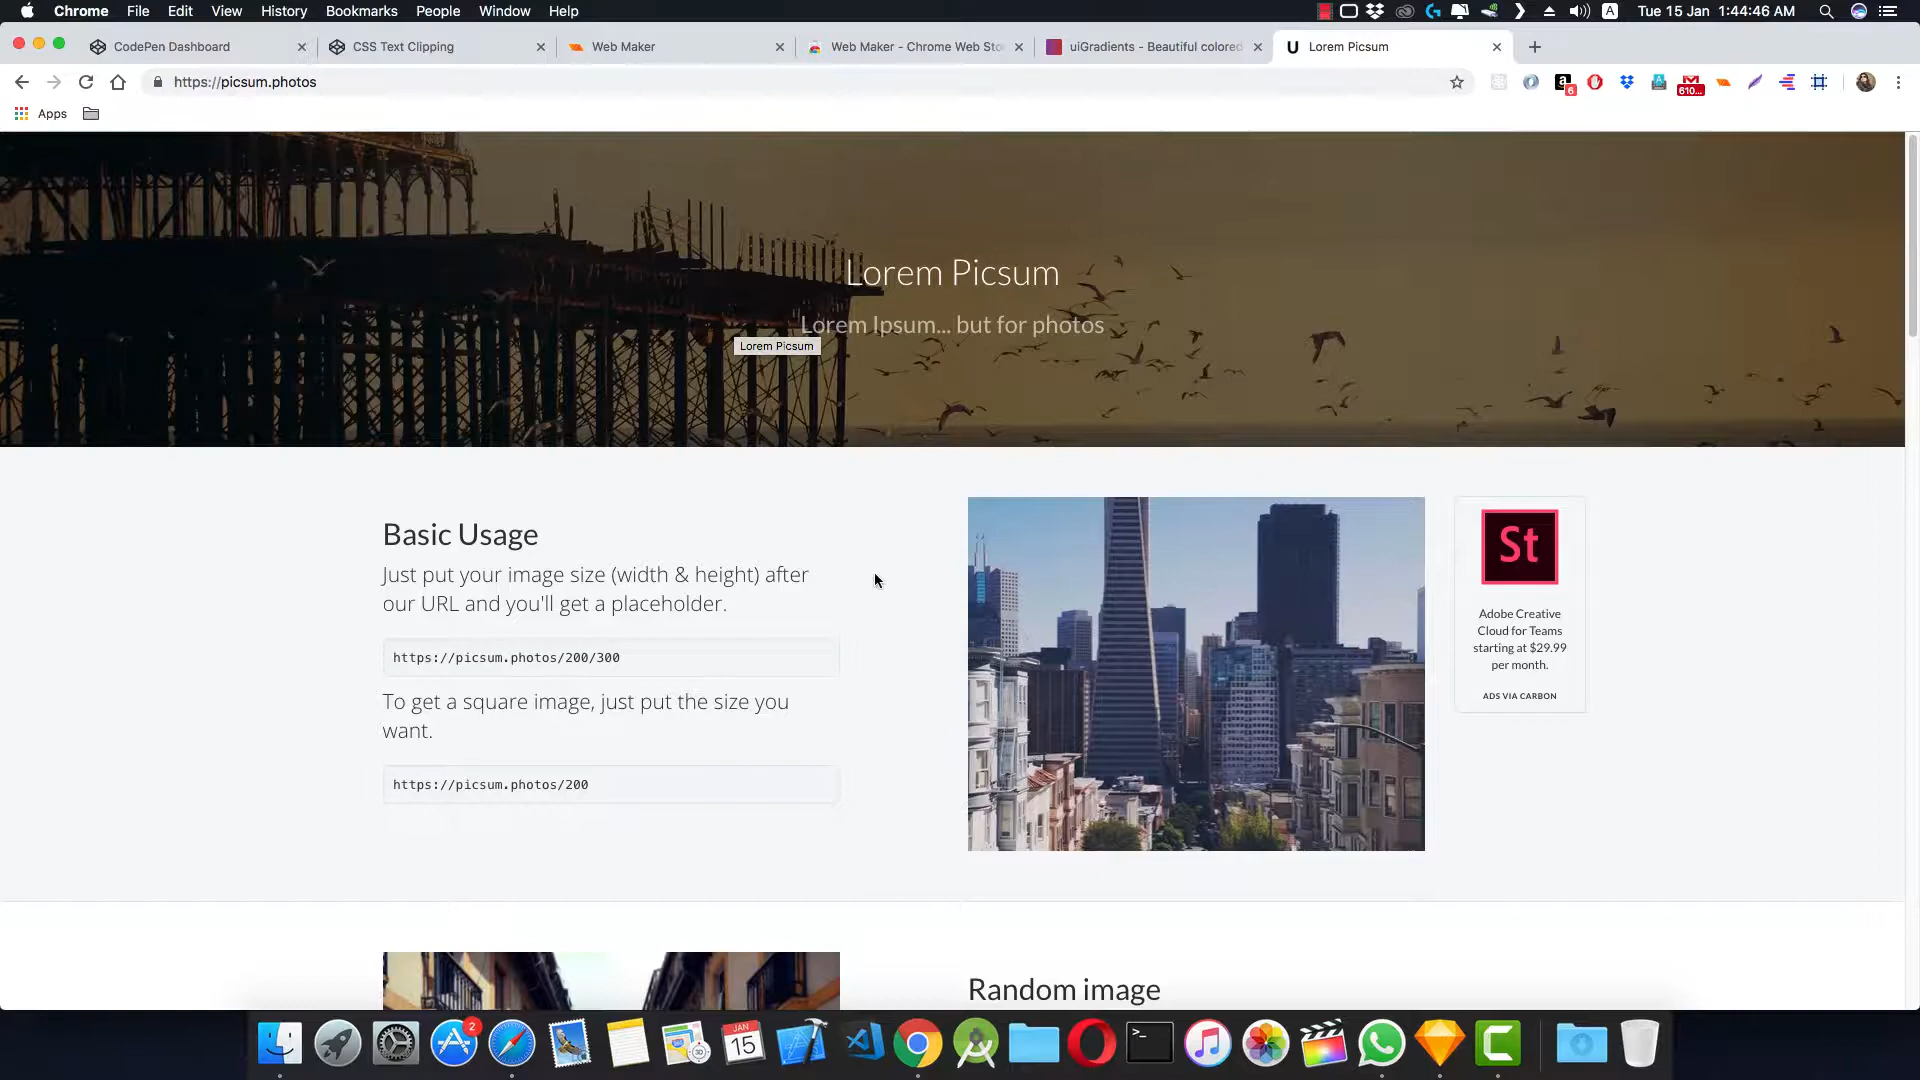 Chrome File Edit View History Bookmarks People Window Help
A Tue 15 Jan 1:44:46 AM
CodePen Dashboard
CSS Text Clipping
Web Maker
Web Maker - Chrome Web Sto
uiGradients - Beautiful colored
U Lorem Picsum
https://picsum.photos
a 6
610...
Apps
Lorem Picsum
Lorem Ipsum... but for photos
Lorem Picsum
Basic Usage
Just put your image size (width & height) after
our URL and you'll get a placeholder.
https://picsum.photos/200/300
To get a square image, just put the size you
want.
https://picsum.photos/200
St
Adobe Creative
Cloud for Teams
starting at $29.99
per month.
ADS VIA CARBON
Random image
2
JAN
15